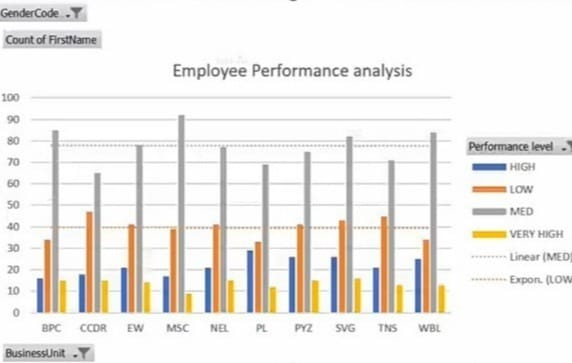 GenderCode
Count of FirstName
Employee Performance analysis
100
90
80
70
60
50
40
30
20
10
0
BPC CCDR EW MSC NEL PL PYZ SVG TNS WBL
Performance level
HIGH
LOW
MED
VERY HIGH
Linear (MED)
Expon. (LOW
BusinessUnit